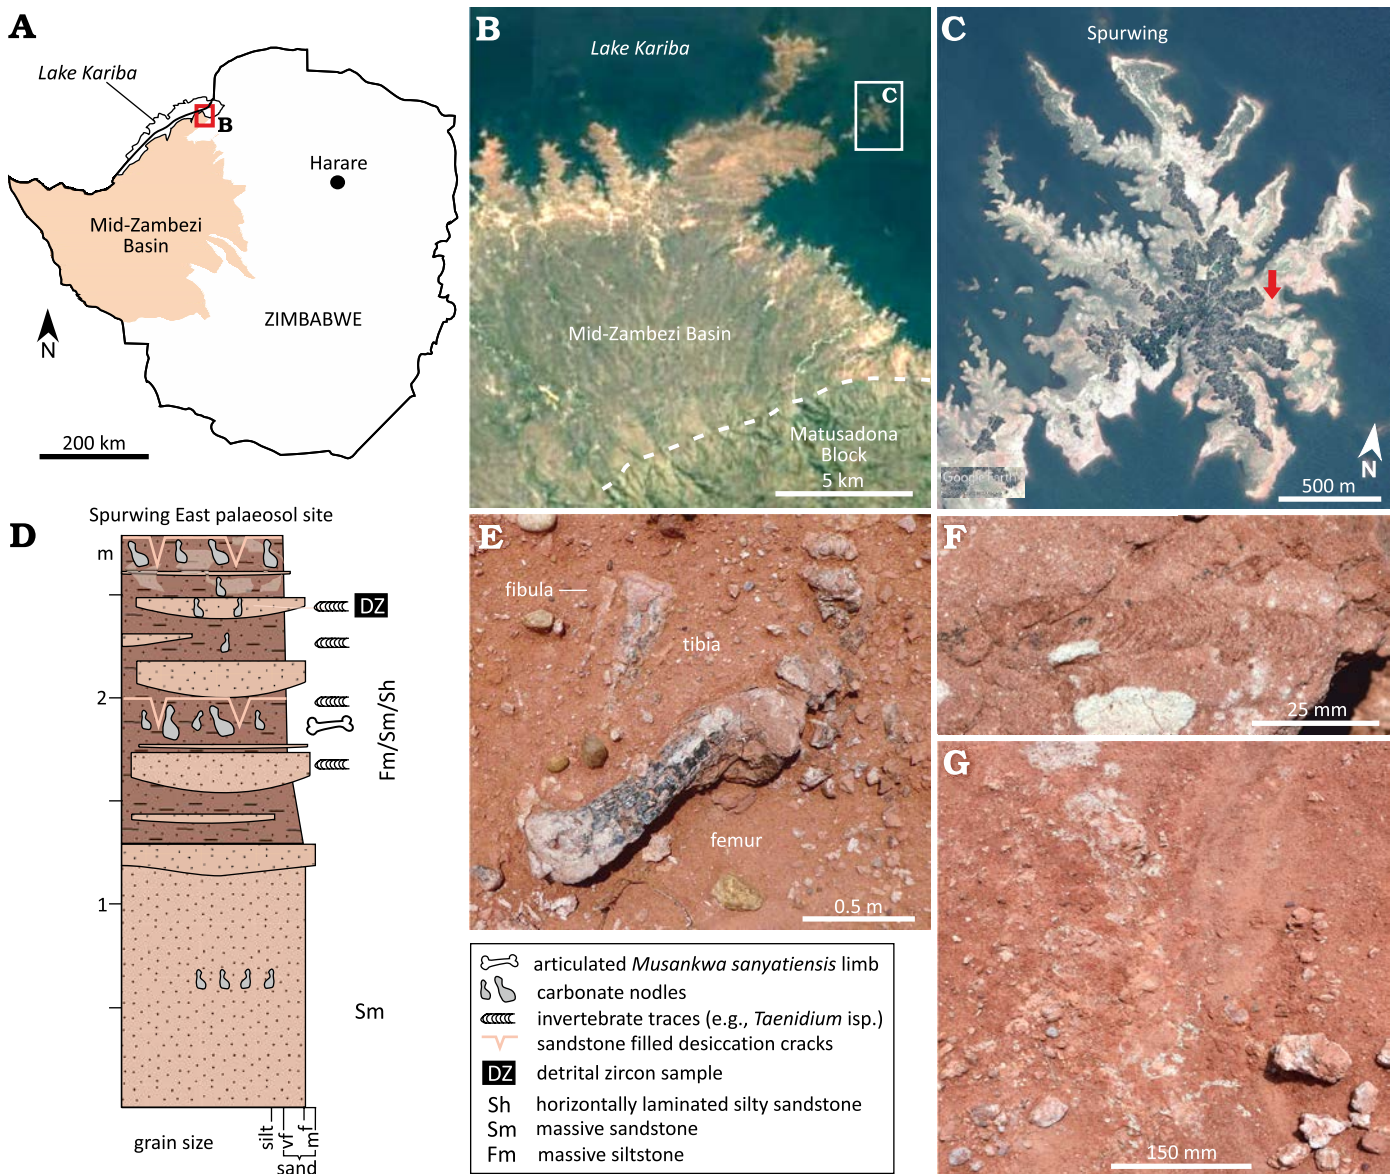 A
Lake Kariba
B
Harare
Mid-Zambezi
Basin
ZIMBABWE
N
200 km
B
Lake Kariba
C
Mid-Zambezi Basin
Matusadona
Block
5 km
C
Spurwing
N
Google Earth
500 m
D
Spurwing East palaeosol site
m
DZ
2
Fm/Sm/Sh
1
Sm
grain size
silt
vf
f
m
sand
E
fibula
tibia
femur
0.5 m
articulated Musankwa sanyatiensis limb
carbonate nodles
invertebrate traces (e.g., Taenidium isp.)
sandstone filled desiccation cracks
DZ detrital zircon sample
Sh horizontally laminated silty sandstone
Sm massive sandstone
Fm massive siltstone
F
25 mm
G
150 mm